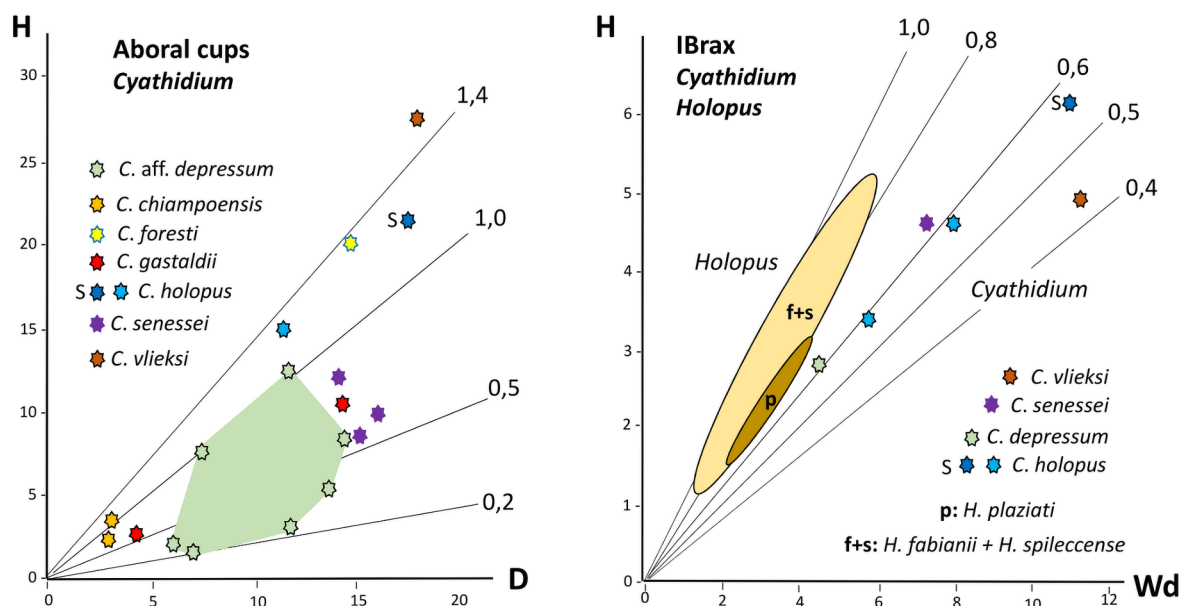 H
Aboral cups
Cyathidium
30
25
20
15
10
5
0
0
5
10
15
20
D
1,4
1,0
0,5
0,2
C. aff. depressum
C. chiampoensis
C. foresti
C. gastaldii
S C. holopus
C. senessei
C. vlieksi
S
H
IBrax
Cyathidium
Holopus
6
5
4
3
2
1
0
0
2
4
6
8
10
12
Wd
1,0
0,8
0,6
0,5
0,4
S
Holopus
Cyathidium
f+s
p
C. vlieksi
C. senessei
C. depressum
S C. holopus
p: H. plaziati
f+s: H. fabianii + H. spileccense